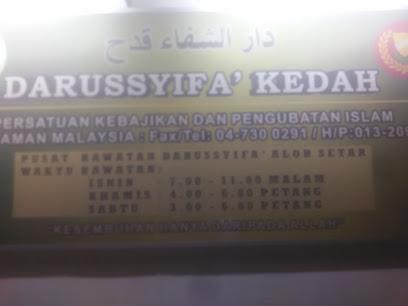 دار الشفاء قدح
DARUSSYIFA' KEDAH
PERSATUAN KEBAJIKAN DAN PENGUBATAN ISLAM
AMAN MALAYSIA : Fax/Tel: 04-730 0291 / H/P:013-209
PUSAT RAWATAN DARUSSYIFA' ALOR SETAR
WAKTU RAWATAN:
ISNIN : 7.00 - 11.00 MALAM
KHAMIS : 4.00 - 6.00 PETANG
SABTU : 3.00 - 6.00 PETANG
"KESEMBUHAN HANYA DARIPADA ALLAH"